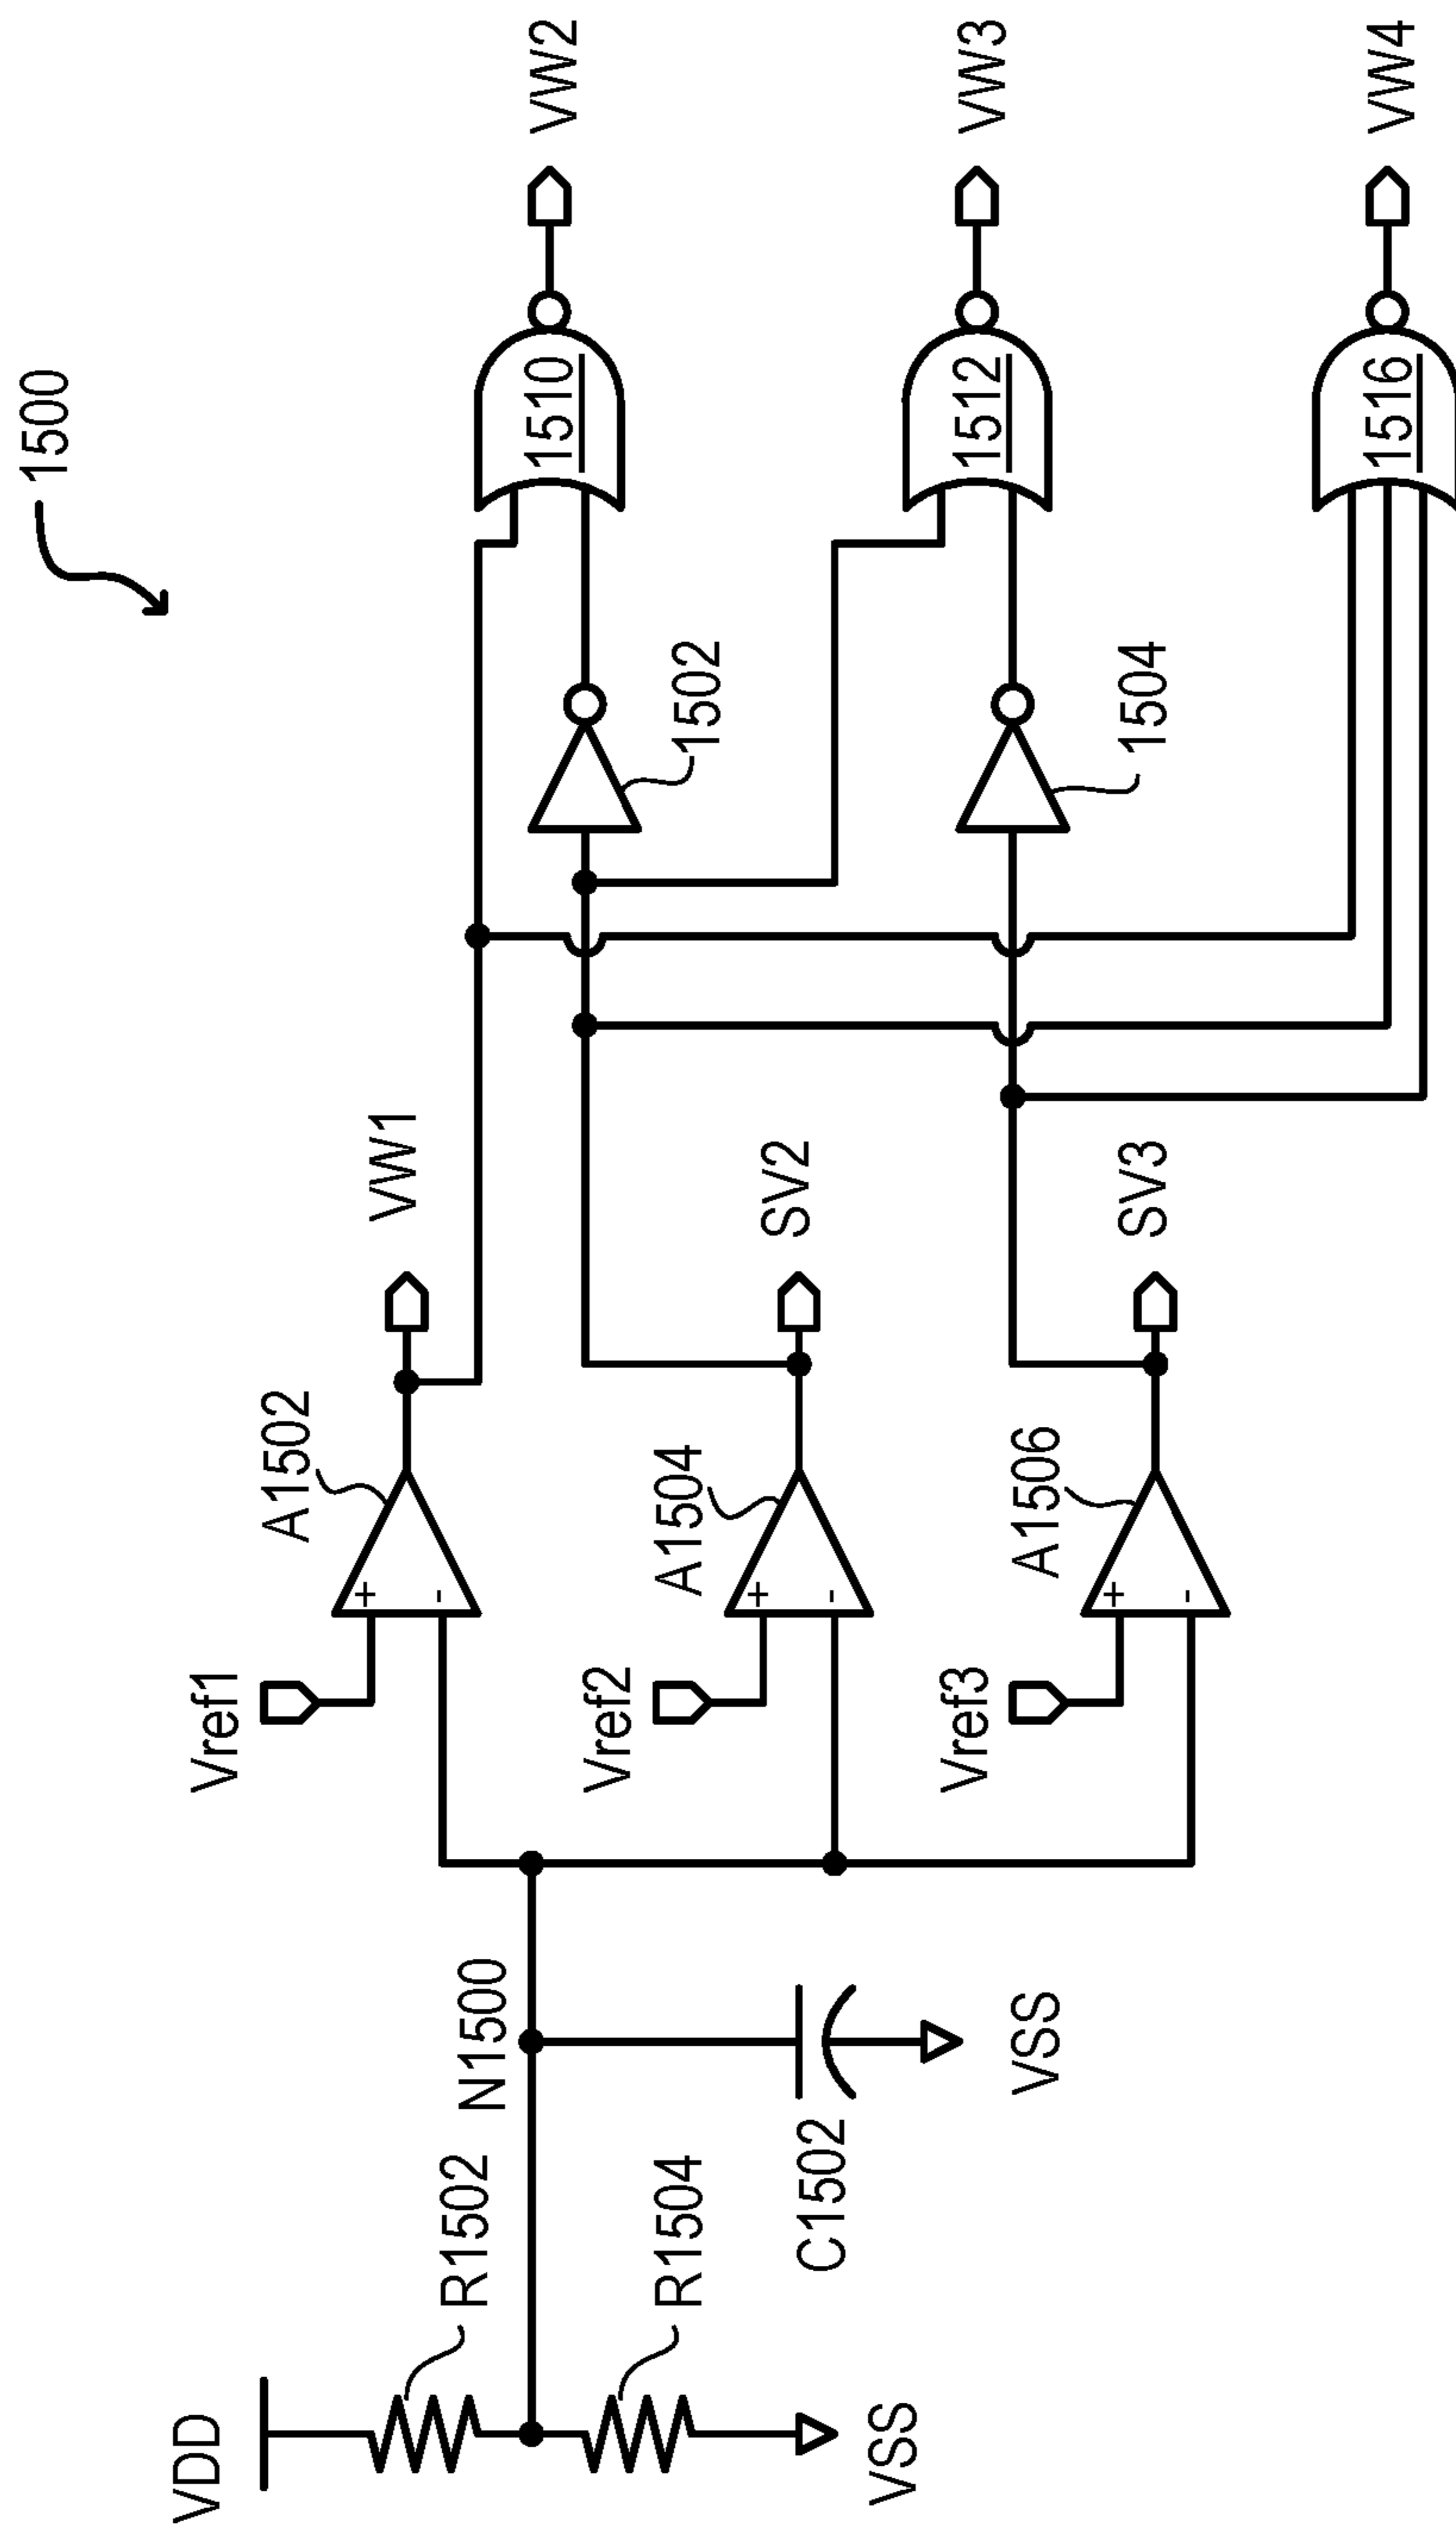 1500
VDD
R1502
R1504
VSS
N1500
C1502
VSS
Vref1
+
-
A1502
VW1
Vref2
+
-
A1504
SV2
Vref3
+
-
A1506
SV3
1502
1504
1510
VW2
1512
VW3
1516
VW4